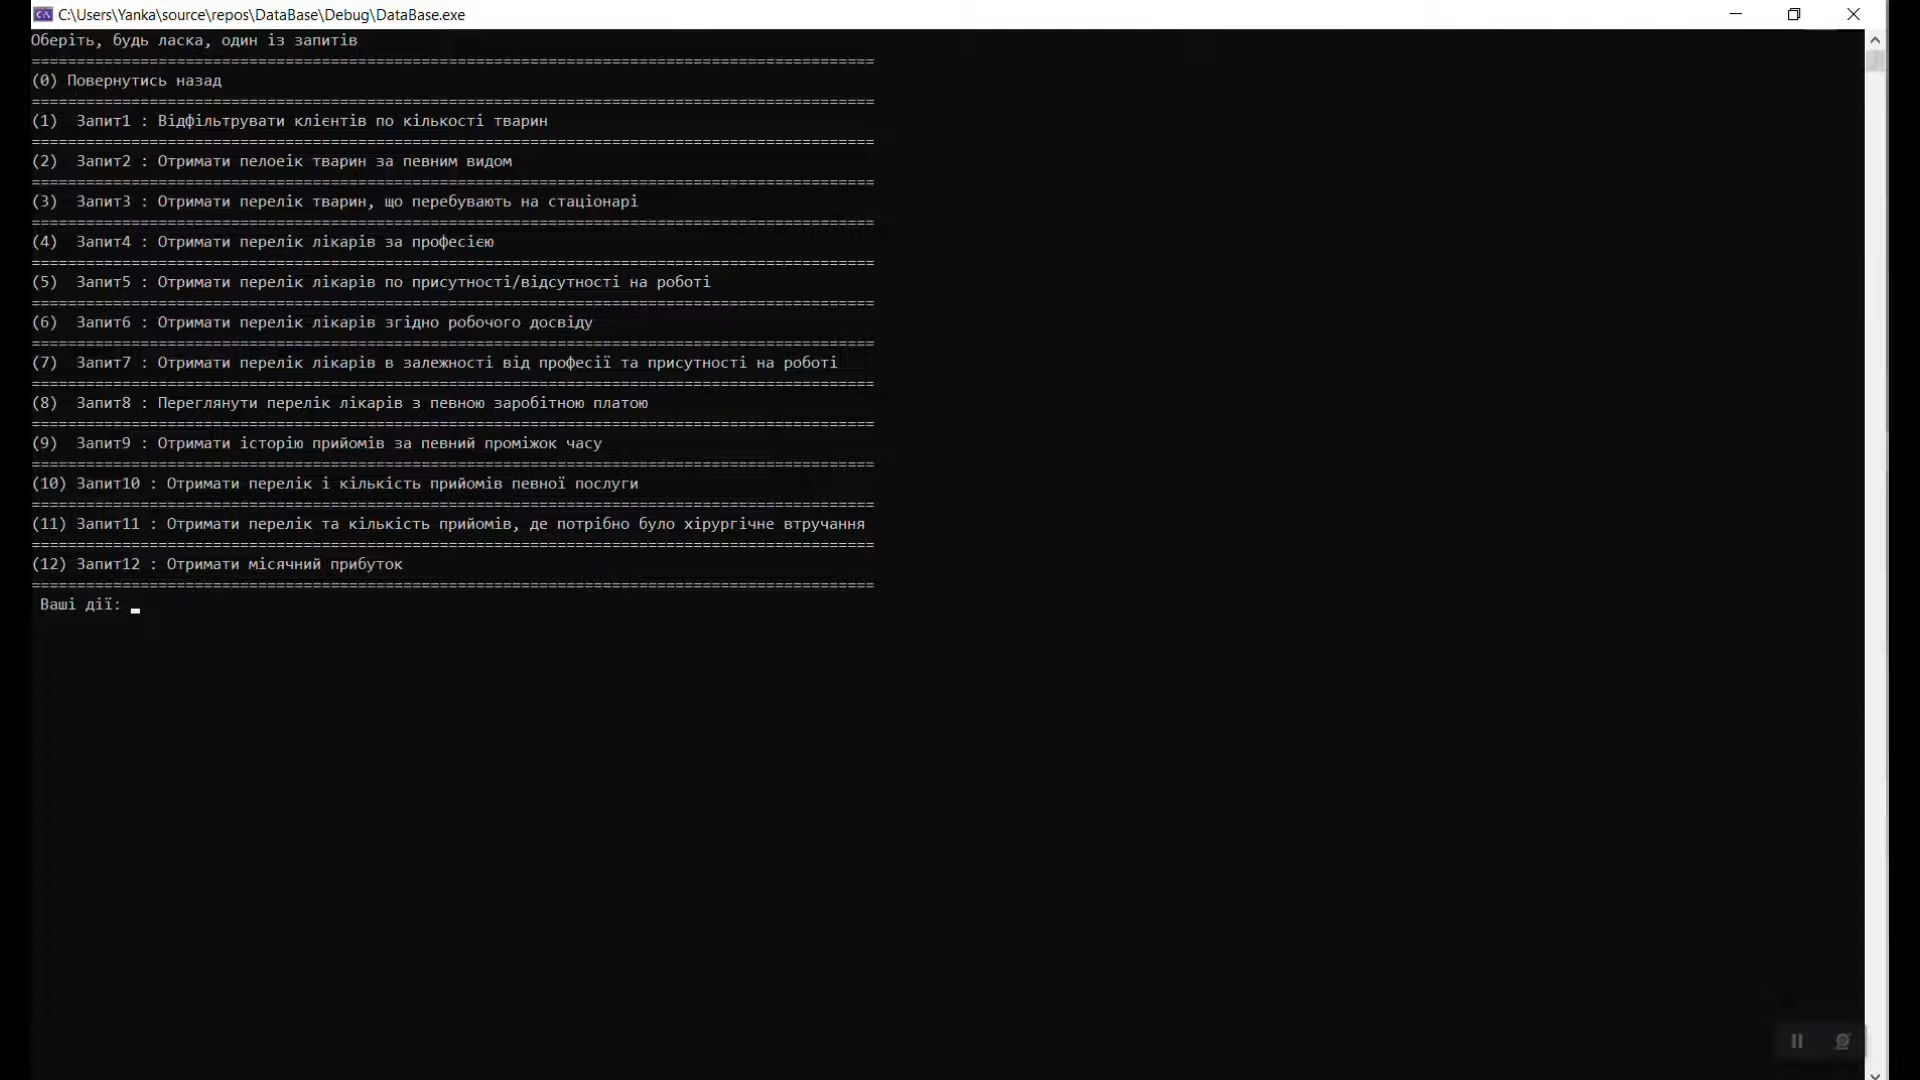 C:\Users\Yanka\source\repos\DataBase\Debug\DataBase.exe
Оберіть, будь ласка, один із запитів
=============================================================================================
(0) Повернутись назад
=============================================================================================
(1)  Запит1 : Відфільтрувати клієнтів по кількості тварин
=============================================================================================
(2)  Запит2 : Отримати пелоеік тварин за певним видом
=============================================================================================
(3)  Запит3 : Отримати перелік тварин, що перебувають на стаціонарі
=============================================================================================
(4)  Запит4 : Отримати перелік лікарів за професією
=============================================================================================
(5)  Запит5 : Отримати перелік лікарів по присутності/відсутності на роботі
=============================================================================================
(6)  Запит6 : Отримати перелік лікарів згідно робочого досвіду
=============================================================================================
(7)  Запит7 : Отримати перелік лікарів в залежності від професії та присутності на роботі
=============================================================================================
(8)  Запит8 : Переглянути перелік лікарів з певною заробітною платою
=============================================================================================
(9)  Запит9 : Отримати історію прийомів за певний проміжок часу
=============================================================================================
(10) Запит10 : Отримати перелік і кількість прийомів певної послуги
=============================================================================================
(11) Запит11 : Отримати перелік та кількість прийомів, де потрібно було хірургічне втручання
=============================================================================================
(12) Запит12 : Отримати місячний прибуток
=============================================================================================
Ваші дії: